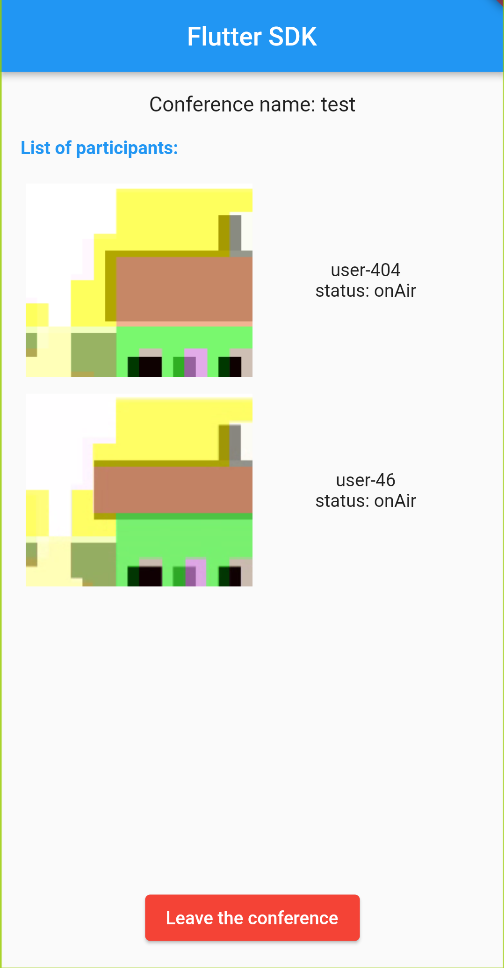 Flutter SDK
Conference name: test
List of participants:
user-404
status: onAir
user-46
status: onAir
Leave the conference